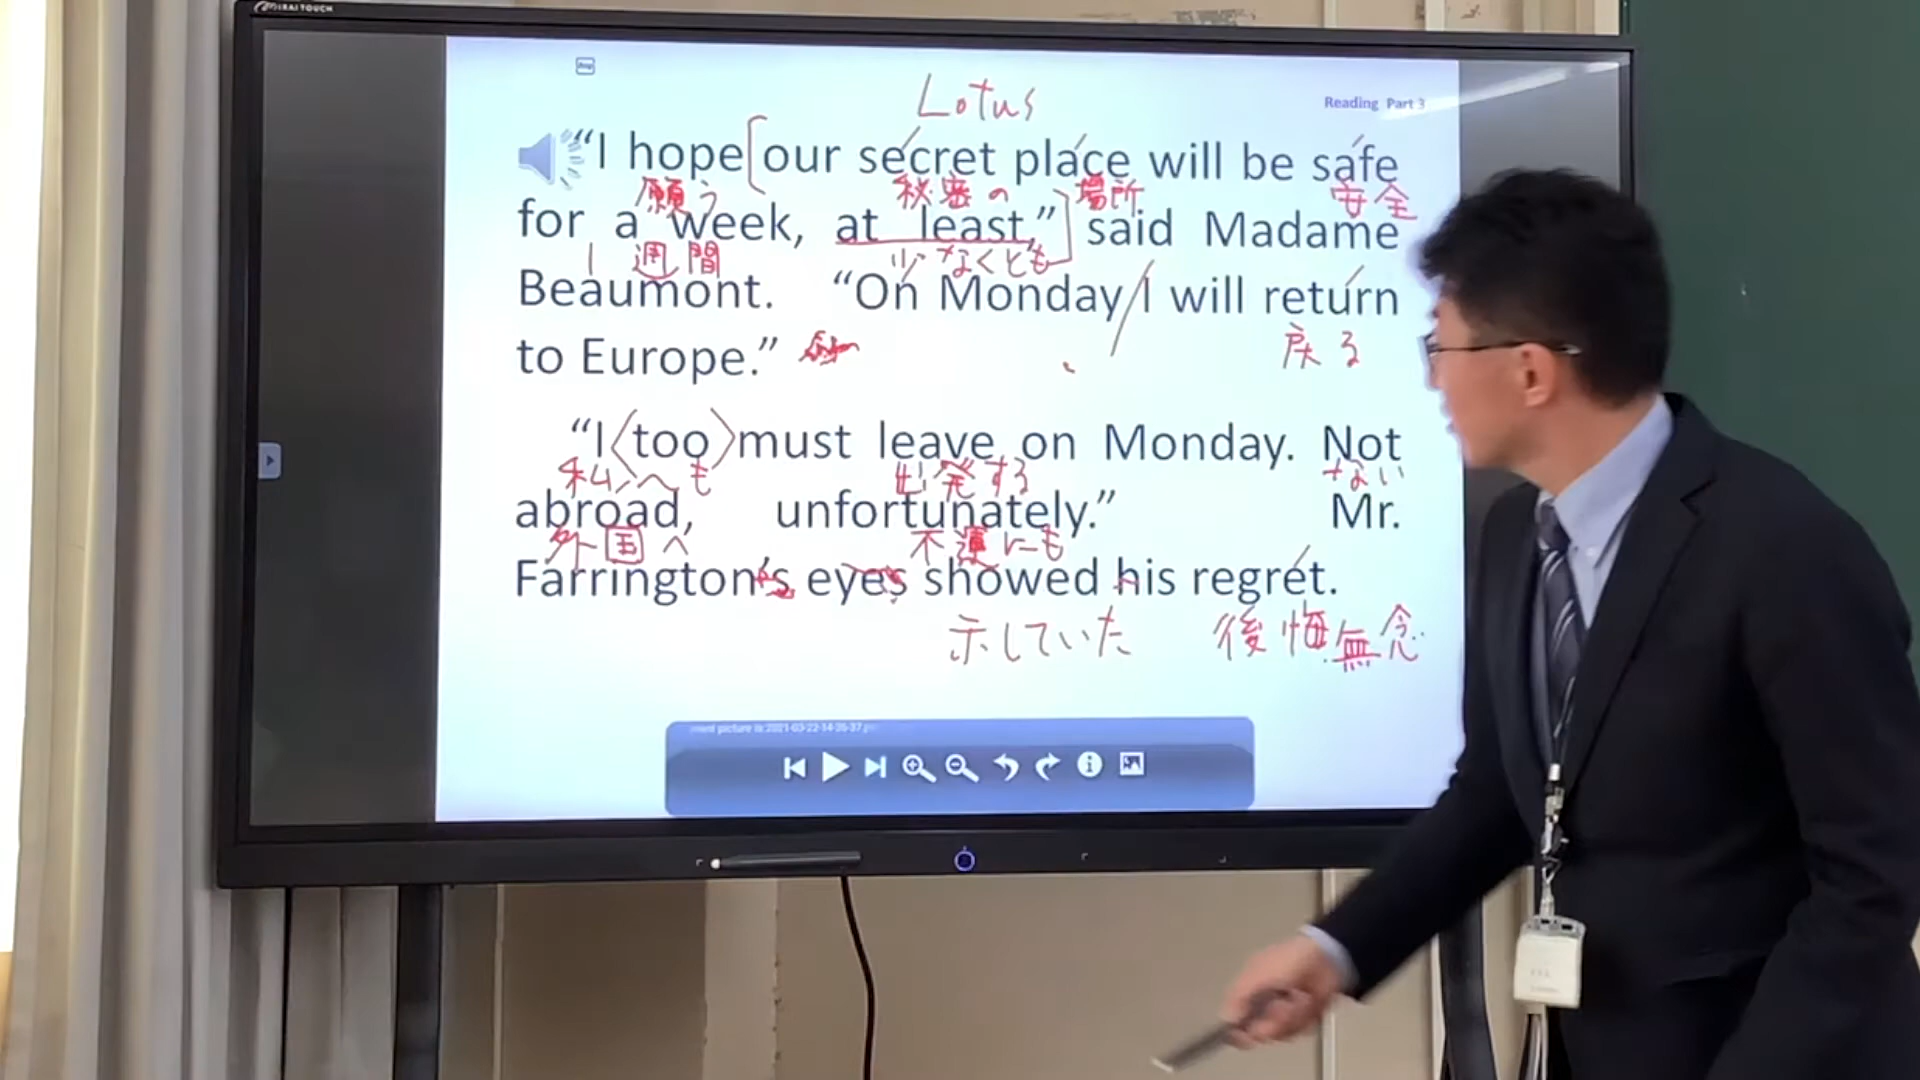 MIRAI TOUCH
Lotus
Reading Part 3
“I hope [our secret place will be safe
願う 秘密の 場所 安全
for a week, at least,”] said Madame
1週間 少なくとも
Beaumont. “On Monday / I will return
戻る
to Europe.”
“I〈too〉must leave on Monday. Not
私 も 出発する ない
abroad, unfortunately.” Mr.
外国へ 不運にも
Farrington’s eyes showed his regret.
示していた 後悔 無念